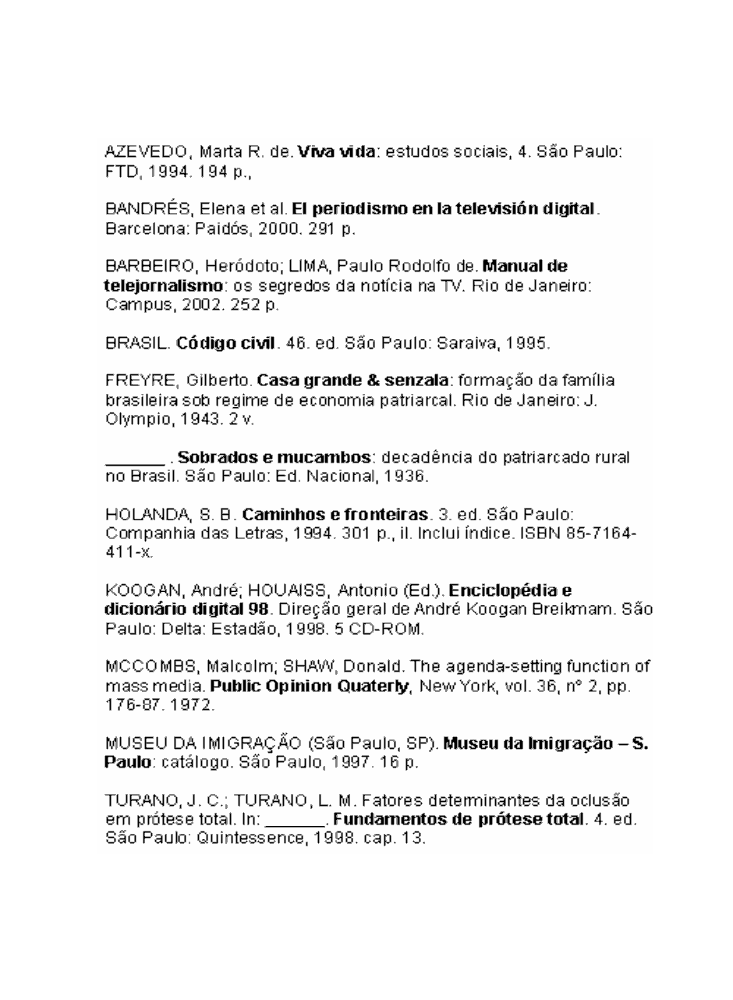 AZEVEDO, Marta R. de. Viva vida: estudos sociais, 4. São Paulo:
FTD, 1994. 194 p.,
BANDRÉS, Elena et al. El periodismo en la televisión digital.
Barcelona: Paidós, 2000. 291 p.
BARBEIRO, Heródoto; LIMA, Paulo Rodolfo de. Manual de
telejornalismo: os segredos da notícia na TV. Rio de Janeiro:
Campus, 2002. 252 p.
BRASIL. Código civil. 46. ed. São Paulo: Saraiva, 1995.
FREYRE, Gilberto. Casa grande & senzala: formação da família
brasileira sob regime de economia patriarcal. Rio de Janeiro: J.
Olympio, 1943. 2 v.
______ . Sobrados e mucambos: decadência do patriarcado rural
no Brasil. São Paulo: Ed. Nacional, 1936.
HOLANDA, S. B. Caminhos e fronteiras. 3. ed. São Paulo:
Companhia das Letras, 1994. 301 p., il. Inclui índice. ISBN 85-7164-
411-x.
KOOGAN, André; HOUAISS, Antonio (Ed.). Enciclopédia e
dicionário digital 98. Direção geral de André Koogan Breikmam. São
Paulo: Delta: Estadão, 1998. 5 CD-ROM.
MCCOMBS, Malcolm; SHAW, Donald. The agenda-setting function of
mass media. Public Opinion Quaterly, New York, vol. 36, n° 2, pp.
176-87. 1972.
MUSEU DA IMIGRAÇÃO (São Paulo, SP). Museu da Imigração – S.
Paulo: catálogo. São Paulo, 1997. 16 p.
TURANO, J. C.; TURANO, L. M. Fatores determinantes da oclusão
em prótese total. In: ______. Fundamentos de prótese total. 4. ed.
São Paulo: Quintessence, 1998. cap. 13.